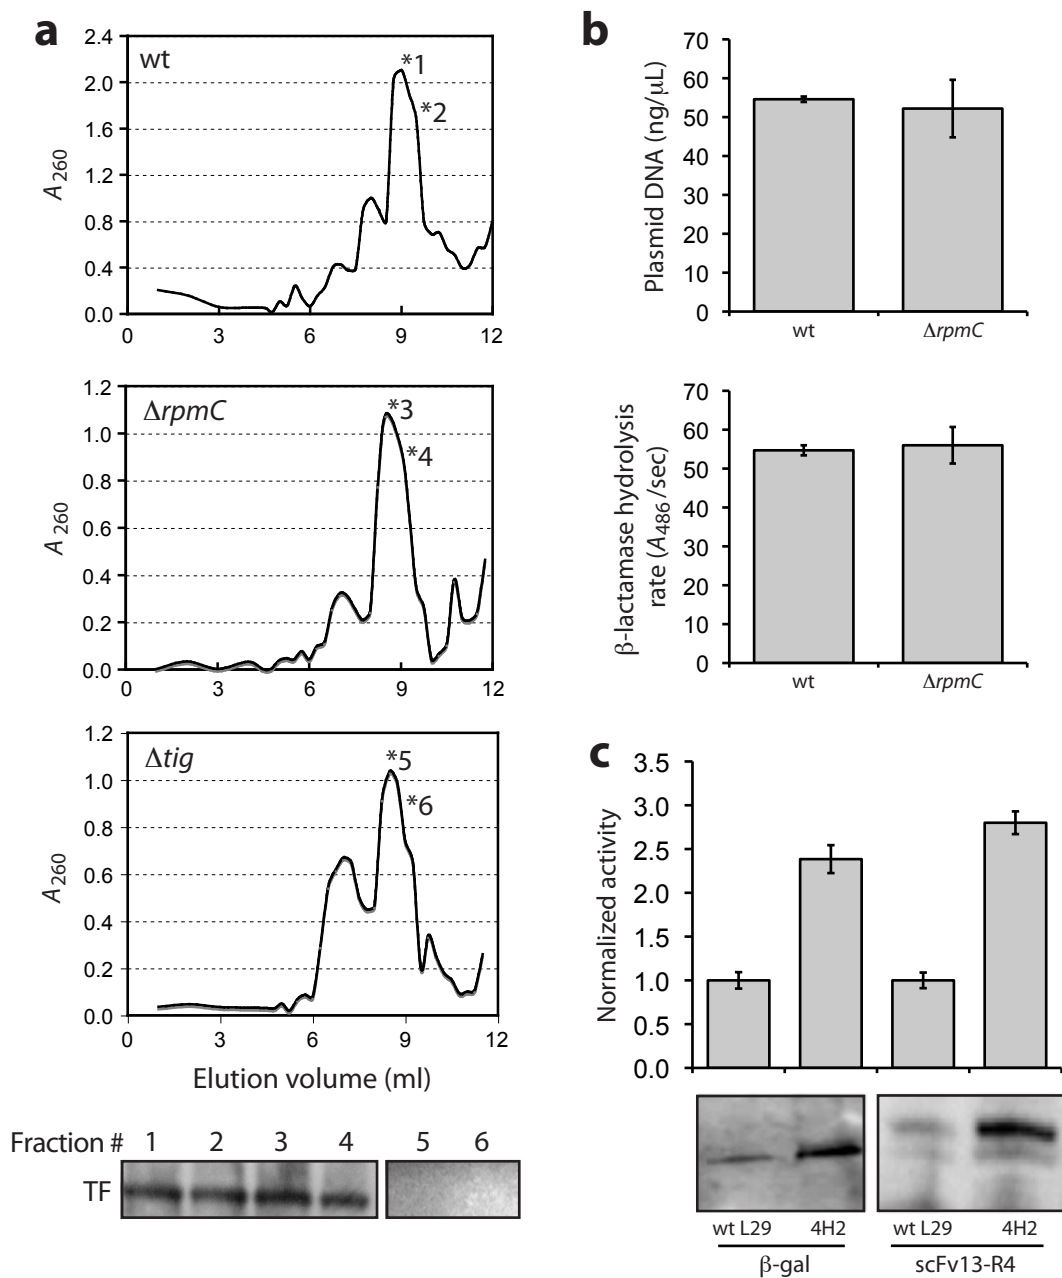 a
wt
*1
*2
2.4
2.0
1.6
1.2
0.8
0.4
0.0
A260
0 3 6 9 12
ΔrpmC
*3
*4
1.2
1.0
0.8
0.6
0.4
0.2
0.0
A260
0 3 6 9 12
Δtig
*5
*6
1.2
1.0
0.8
0.6
0.4
0.2
0.0
A260
0 3 6 9 12
Elution volume (ml)
Fraction # 1 2 3 4 5 6
TF
b
70
60
50
40
30
20
10
0
Plasmid DNA (ng/μL)
wt ΔrpmC
70
60
50
40
30
20
10
0
β-lactamase hydrolysis
rate (A486/sec)
wt ΔrpmC
c
3.5
3.0
2.5
2.0
1.5
1.0
0.5
0.0
Normalized activity
wt L29 4H2 wt L29 4H2
β-gal scFv13-R4